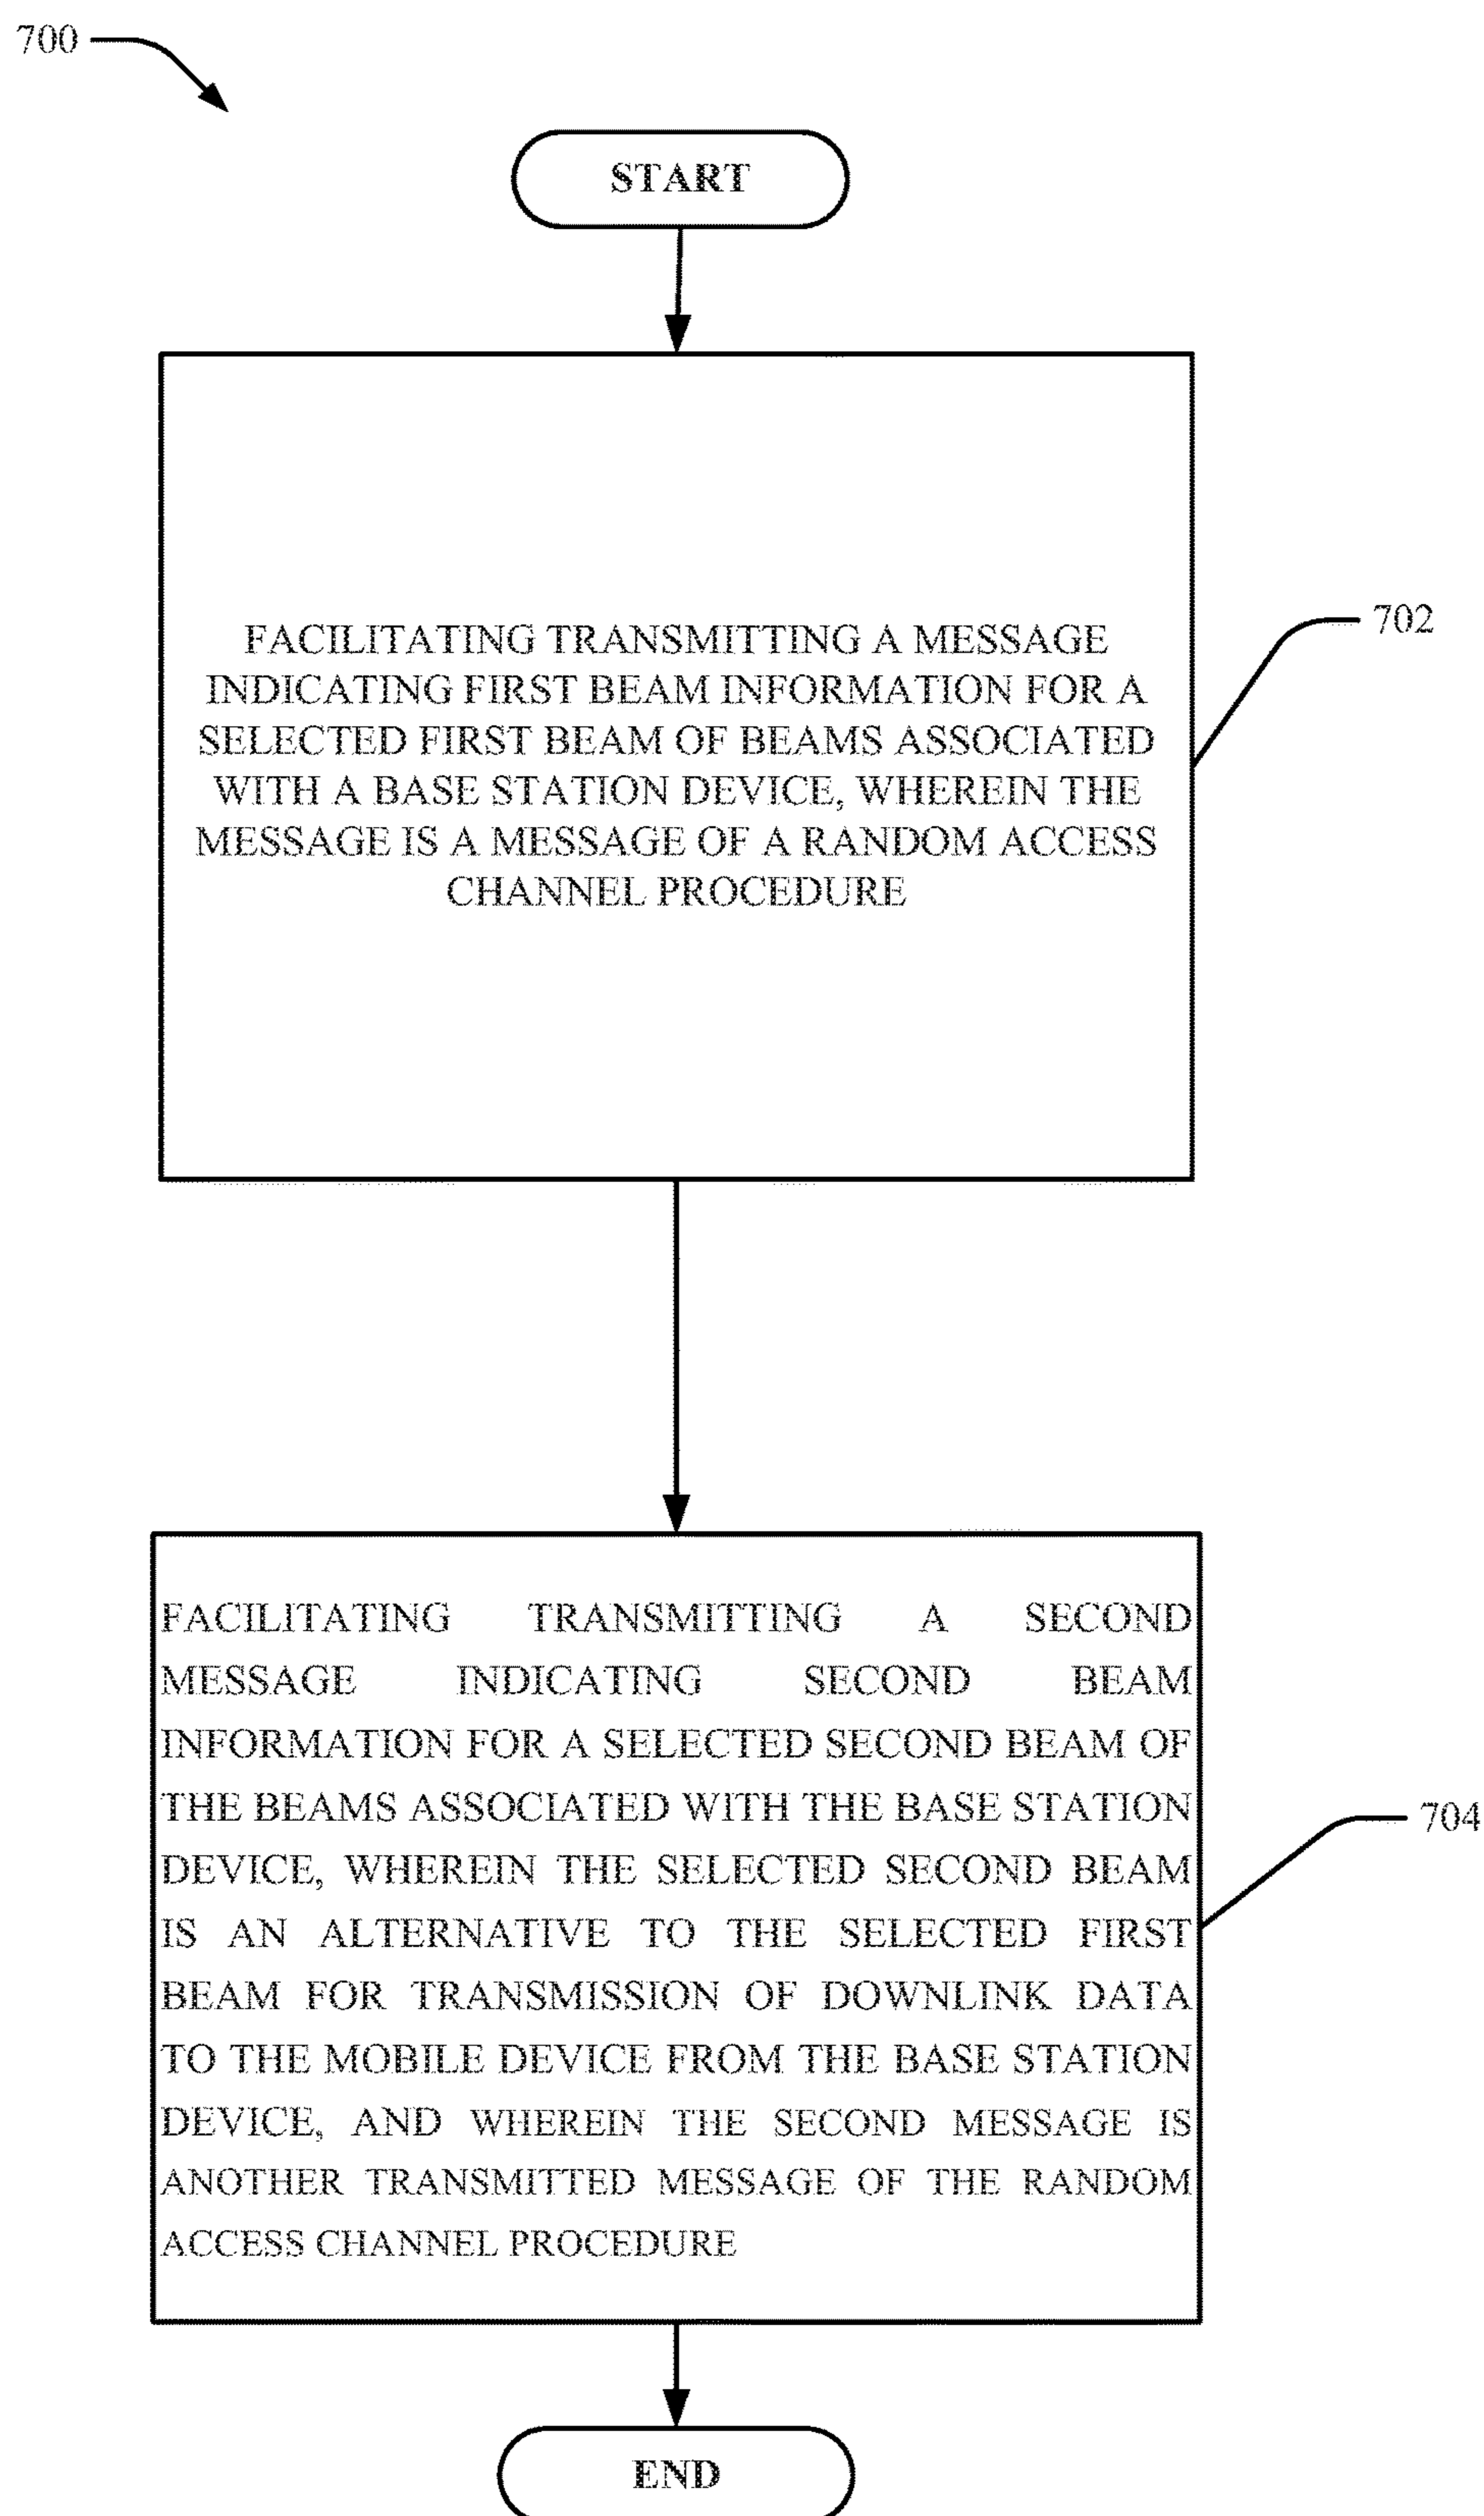 700
START
FACILITATING TRANSMITTING A MESSAGE
INDICATING FIRST BEAM INFORMATION FOR A
SELECTED FIRST BEAM OF BEAMS ASSOCIATED
WITH A BASE STATION DEVICE, WHEREIN THE
MESSAGE IS A MESSAGE OF A RANDOM ACCESS
CHANNEL PROCEDURE
702
FACILITATING TRANSMITTING A SECOND
MESSAGE INDICATING SECOND BEAM
INFORMATION FOR A SELECTED SECOND BEAM OF
THE BEAMS ASSOCIATED WITH THE BASE STATION
DEVICE, WHEREIN THE SELECTED SECOND BEAM
IS AN ALTERNATIVE TO THE SELECTED FIRST
BEAM FOR TRANSMISSION OF DOWNLINK DATA
TO THE MOBILE DEVICE FROM THE BASE STATION
DEVICE, AND WHEREIN THE SECOND MESSAGE IS
ANOTHER TRANSMITTED MESSAGE OF THE RANDOM
ACCESS CHANNEL PROCEDURE
704
END